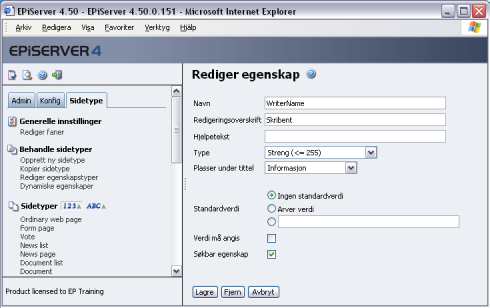 EPiServer 4.50 - EPiServer 4.50.0.151 - Microsoft Internet Explorer
Arkiv Redigera Visa Favoriter Verktyg Hjälp
EPiSERVER 4
Admin Konfig Sidetype
Generelle innstillinger
Rediger faner
Behandle sidetyper
Opprett ny sidetype
Kopier sidetype
Rediger egenskapstyper
Dynamiske egenskaper
Sidetyper 123 ABC
Ordinary web page
Form page
Vote
News list
News page
Document list
Document
Product licensed to EP Training
Rediger egenskap
Navn WriterName
Redigeringsoverskrift Skribent
Hjelpetekst
Type Streng (<= 255)
Plasser under tittel Informasjon
Standardverdi
Ingen standardverdi
Arver verdi
Verdi må angis
Søkbar egenskap
Lagre Fjern Avbryt